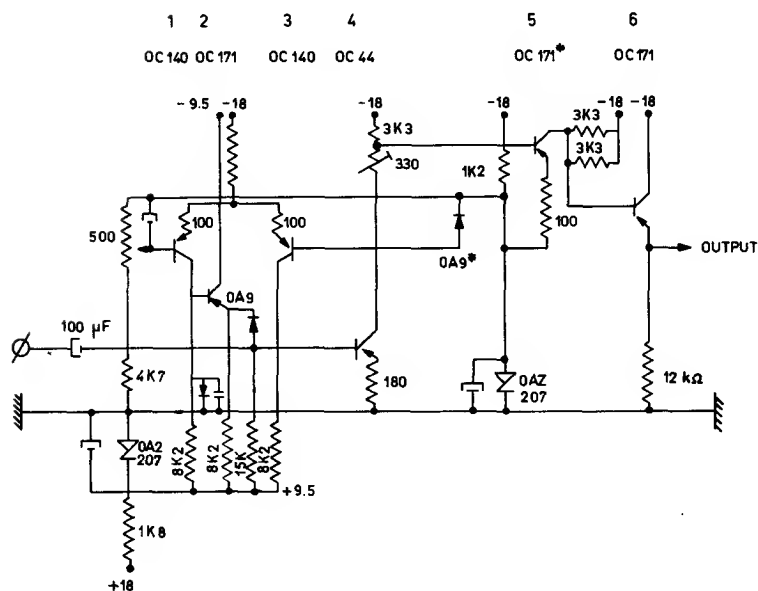 1 2 3 4 5 6
OC 140 OC 171 OC 140 OC 44 OC 171* OC 171
- 9.5 -18 -18 -18 -18 -18
3K3 3K3
3K3
330 1K2
100 100 100
500
OA9* OUTPUT
OA9
100 µF
4K7 180 OAZ 207 12 kΩ
OA2 207
8K2 8K2 15K 8K2
+9.5
1K8
+18